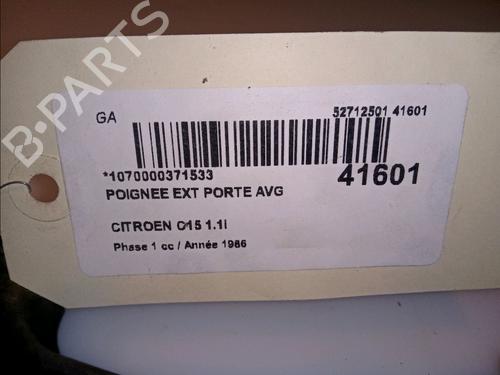 B-PARTS
GA
52712501 41601
*1070000371533
41601
POIGNEE EXT PORTE AVG
CITROEN C15 1.1i
Phase 1 cc / Année 1986